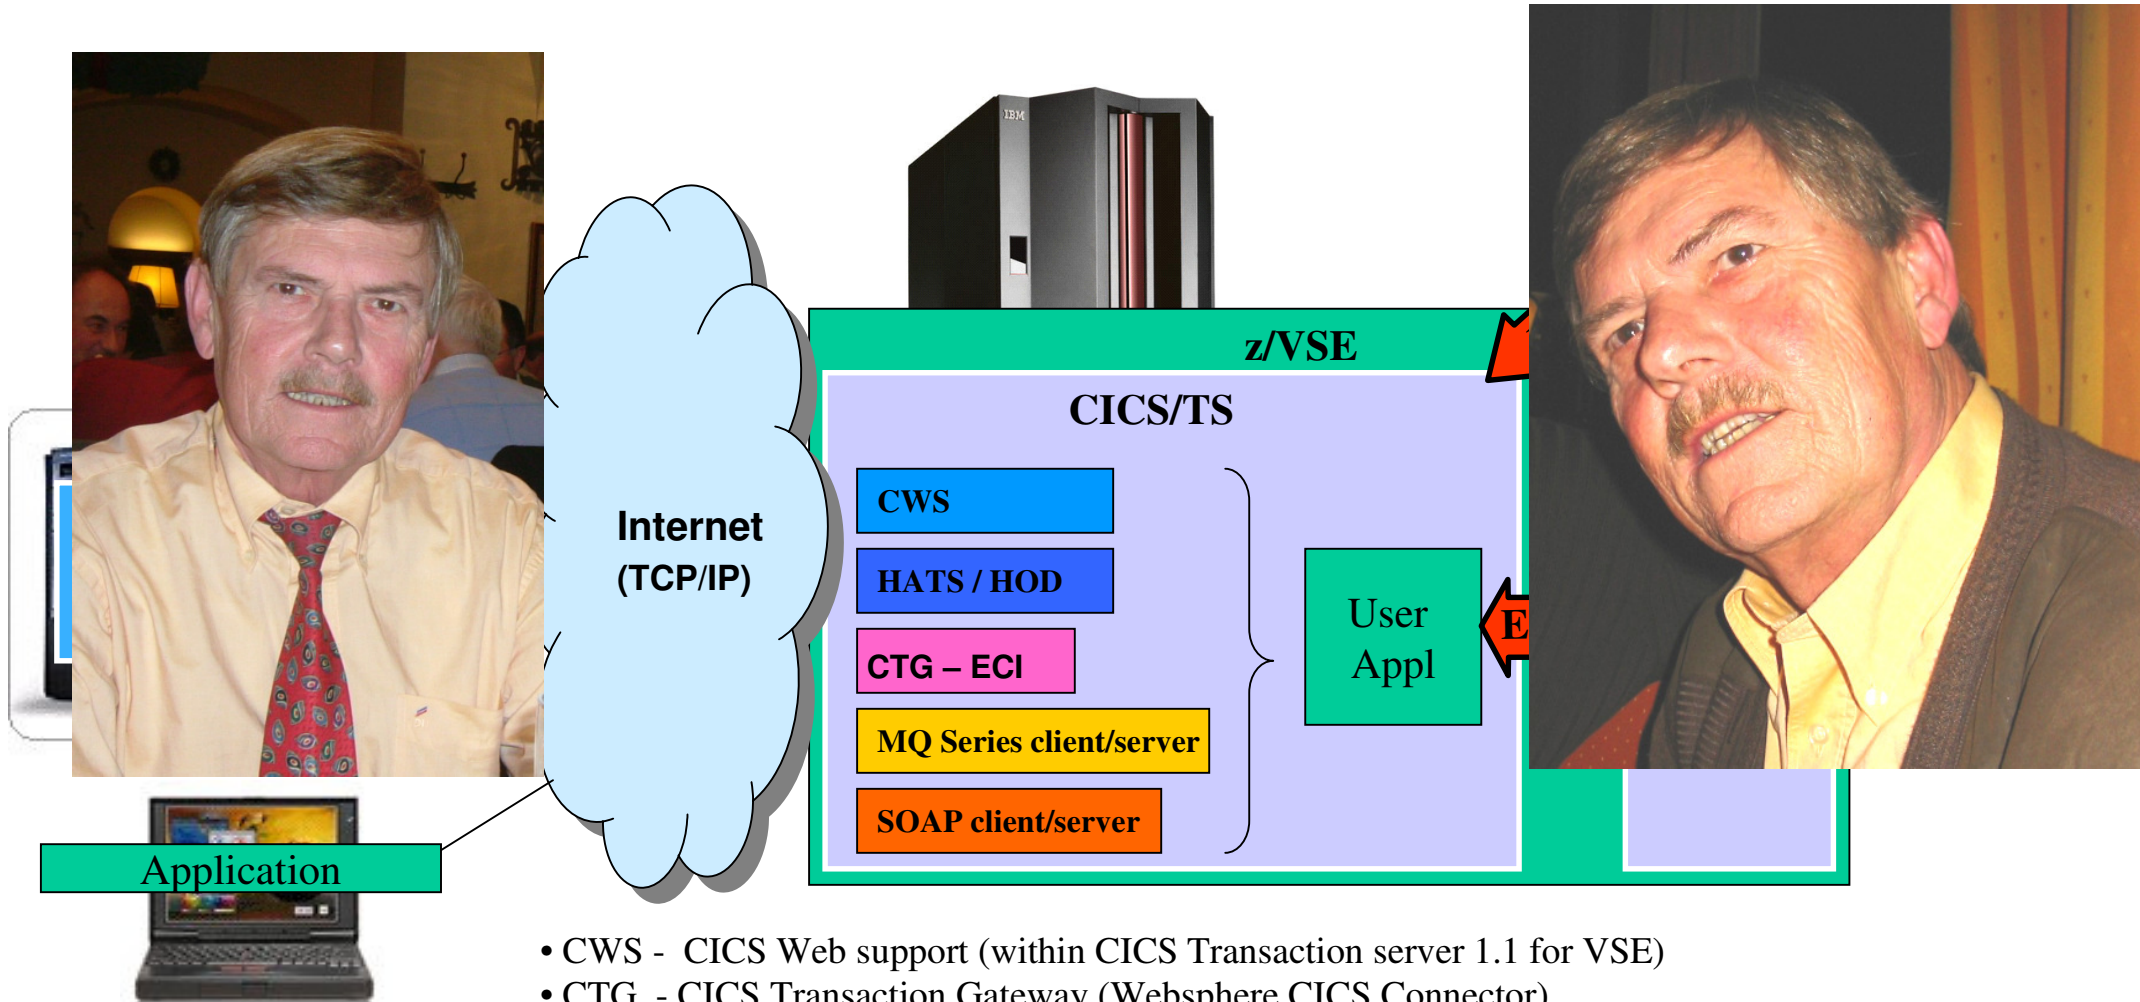 IBM
z/VSE
CICS/TS
CWS
HATS / HOD
CTG – ECI
MQ Series client/server
SOAP client/server
Internet
(TCP/IP)
User
Appl
E
Application
• CWS - CICS Web support (within CICS Transaction server 1.1 for VSE)
• CTG - CICS Transaction Gateway (Websphere CICS Connector)